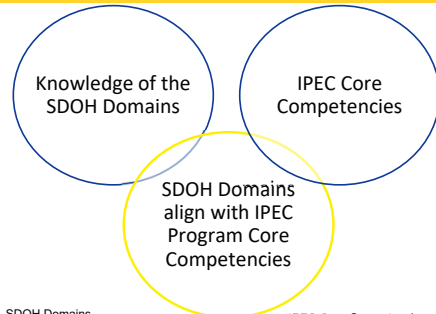 Knowledge of the
SDOH Domains
IPEC Core
Competencies
SDOH Domains
align with IPEC
Program Core
Competencies
SDOH Domains